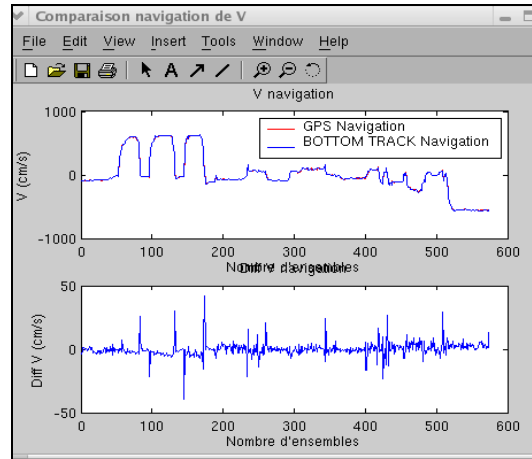 Comparaison navigation de V
File Edit View Insert Tools Window Help
A
V navigation
GPS Navigation
BOTTOM TRACK Navigation
V (cm/s)
1000
0
-1000
0 100 200 300 400 500 600
Nombre d'ensembles
Diff V navigation
Diff V (cm/s)
50
0
-50
0 100 200 300 400 500 600
Nombre d'ensembles